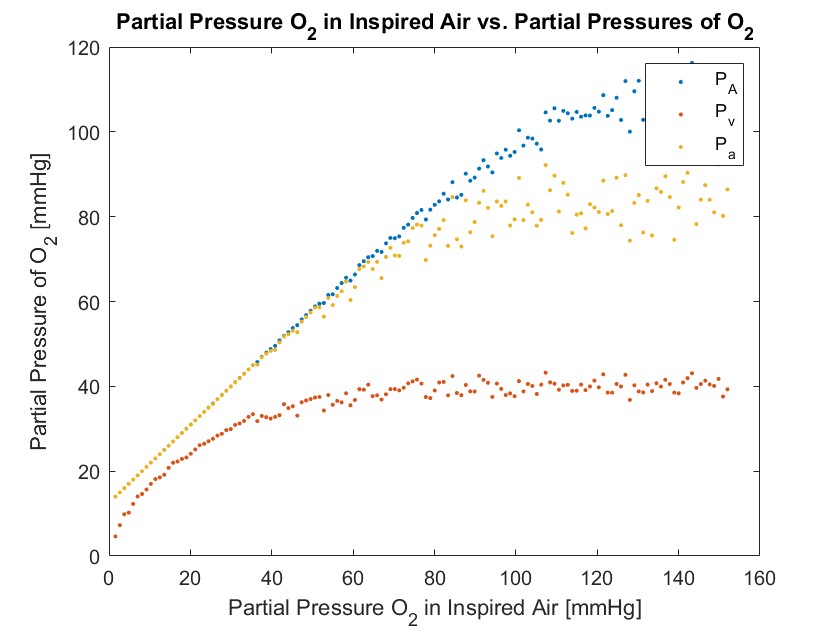 Partial Pressure O2 in Inspired Air vs. Partial Pressures of O2
120
100
80
60
40
20
0
Partial Pressure of O2 [mmHg]
PA
Pv
Pa
0 20 40 60 80 100 120 140 160
Partial Pressure O2 in Inspired Air [mmHg]